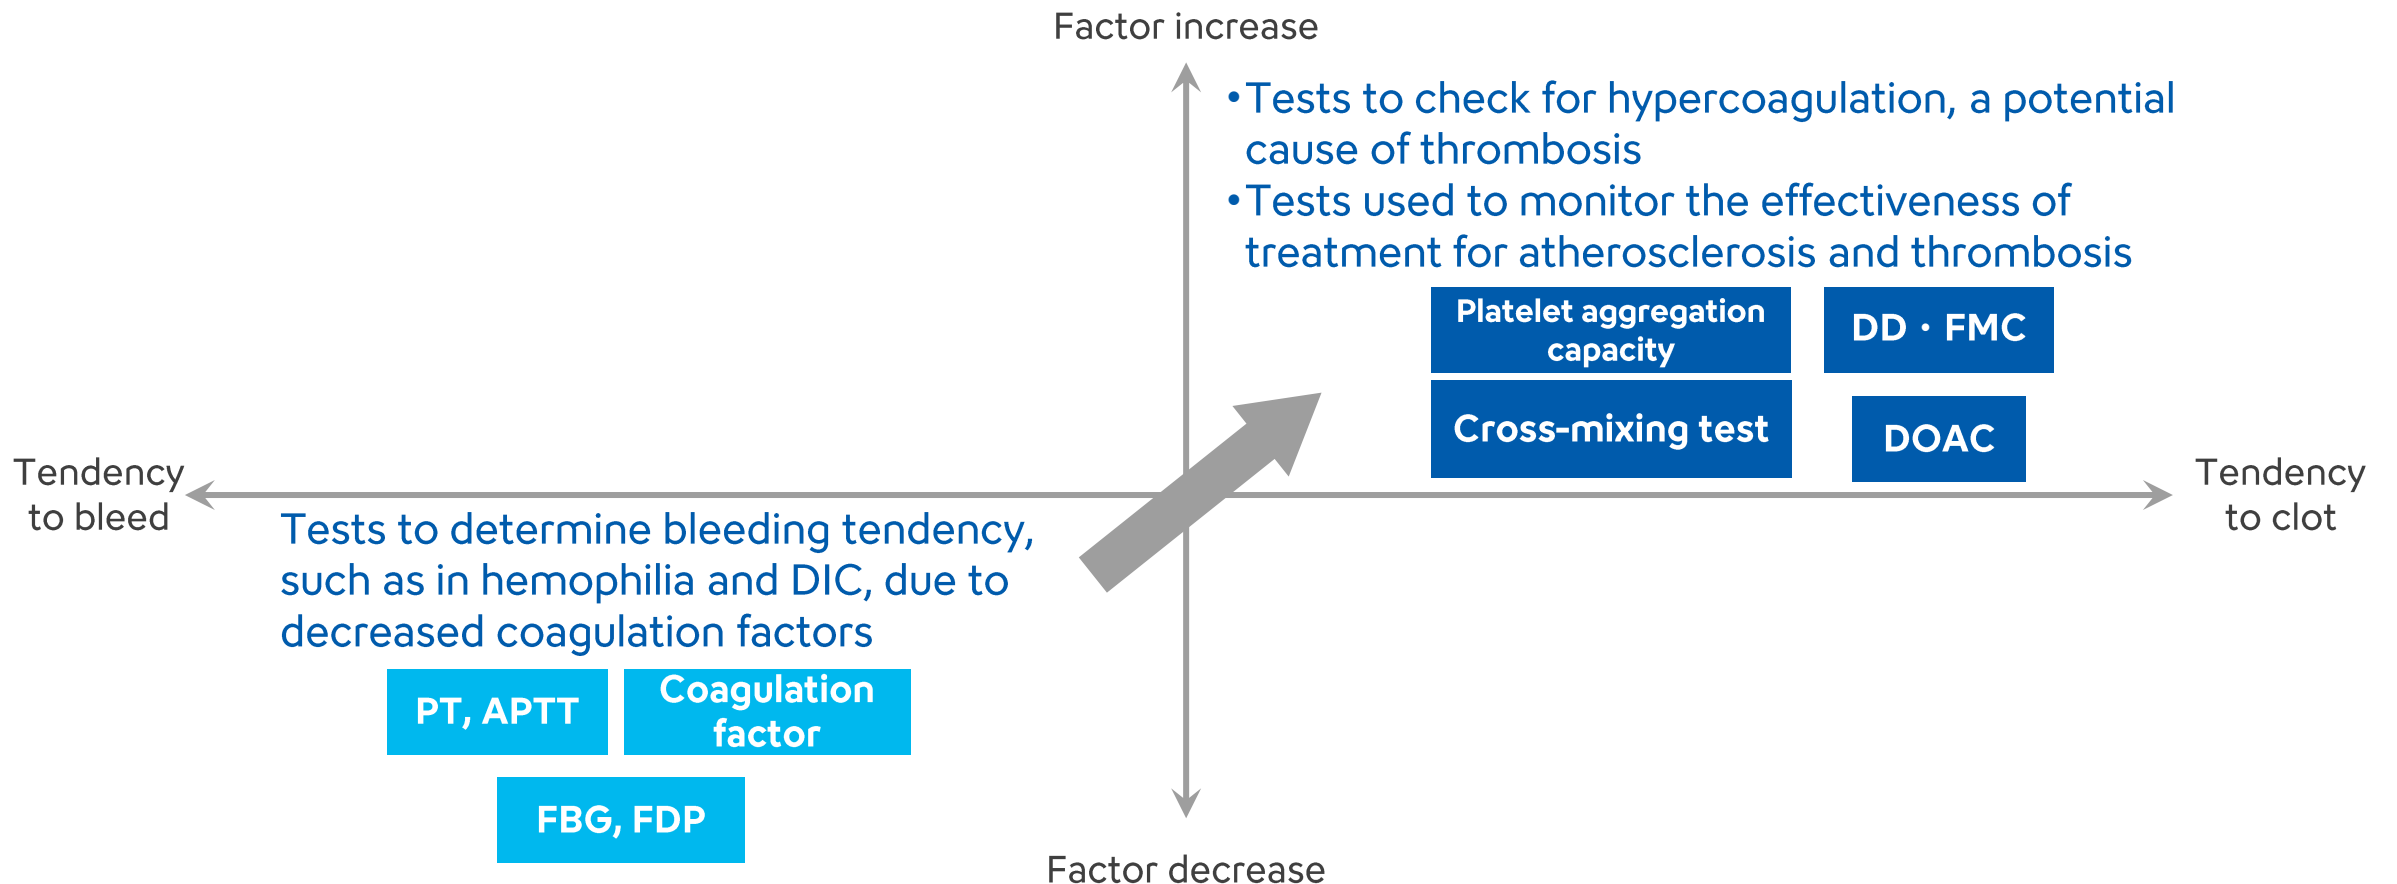 Factor increase
•Tests to check for hypercoagulation, a potential
cause of thrombosis
•Tests used to monitor the effectiveness of
treatment for atherosclerosis and thrombosis
Platelet aggregation
capacity
DD・FMC
Cross-mixing test
DOAC
Tendency
to bleed
Tendency
to clot
Tests to determine bleeding tendency,
such as in hemophilia and DIC, due to
decreased coagulation factors
PT, APTT
Coagulation
factor
FBG, FDP
Factor decrease